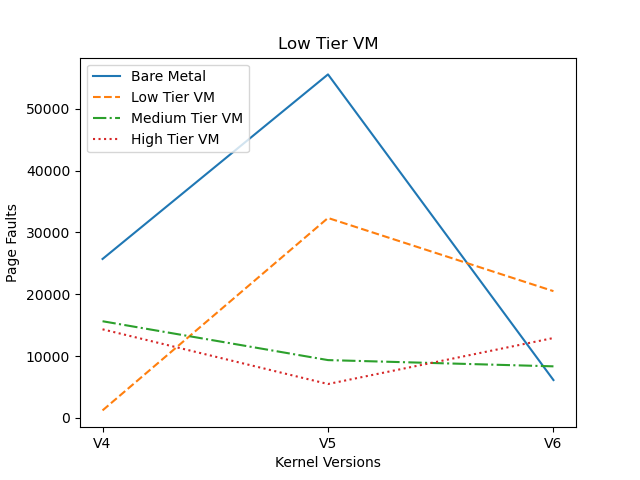 Low Tier VM
Bare Metal
Low Tier VM
Medium Tier VM
High Tier VM
Page Faults
50000
40000
30000
20000
10000
0
V4
V5
V6
Kernel Versions